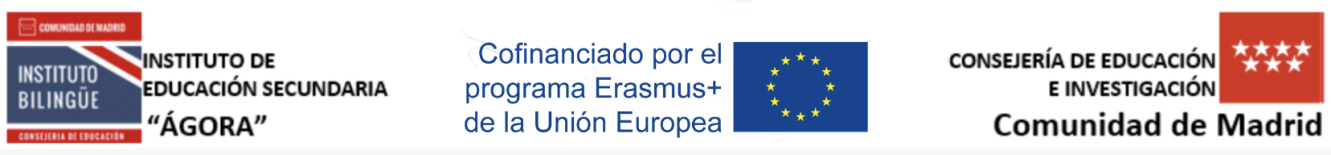 COMUNIDAD DE MADRID
INSTITUTO
BILINGÜE
CONSEJERIA DE EDUCACIÓN
INSTITUTO DE
EDUCACIÓN SECUNDARIA
“ÁGORA”
Cofinanciado por el
programa Erasmus+
de la Unión Europea
CONSEJERÍA DE EDUCACIÓN
E INVESTIGACIÓN
Comunidad de Madrid